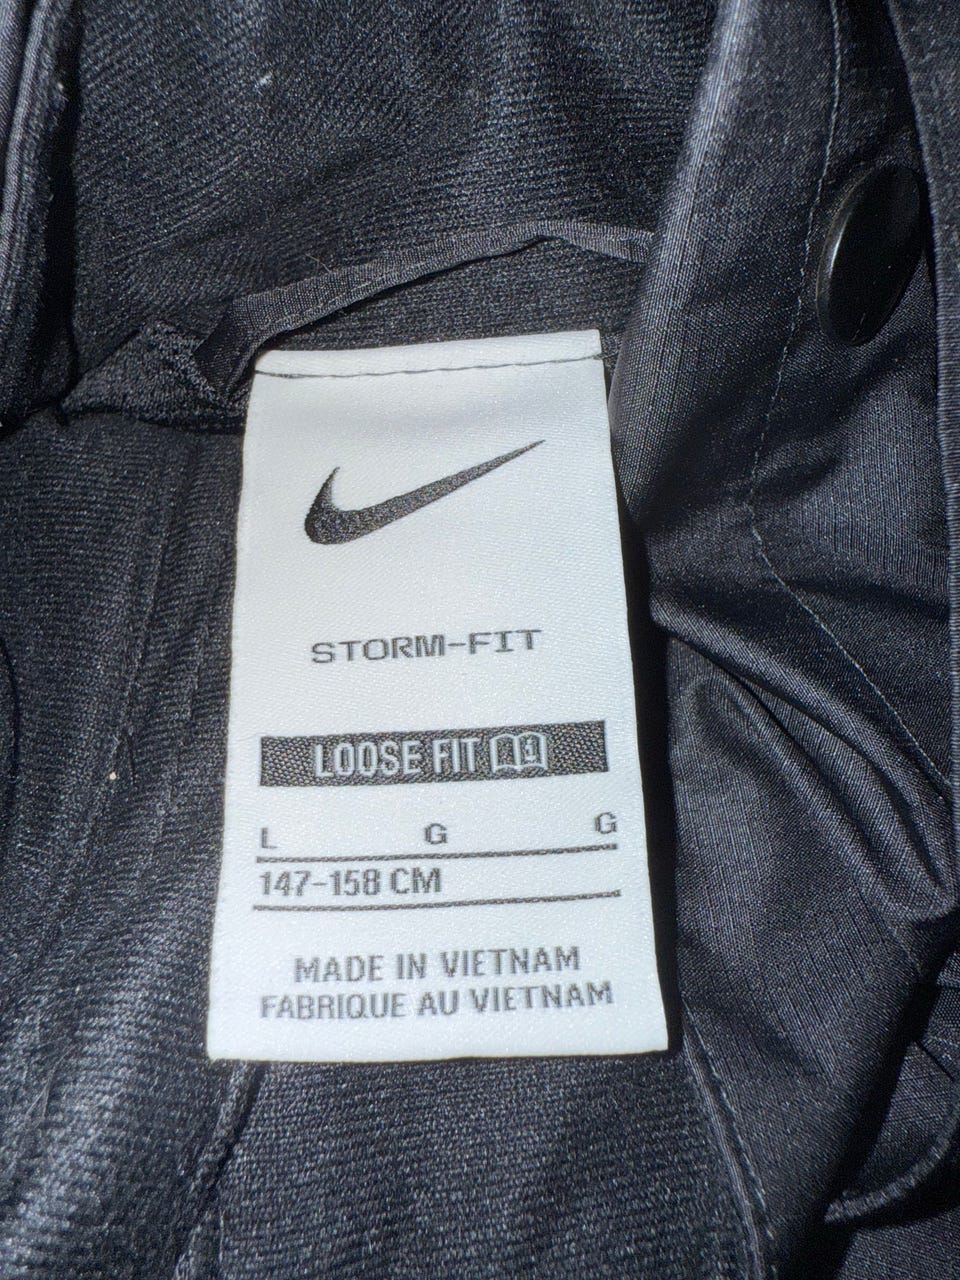 STORM-FIT
LOOSE FIT
L G G
147-158 CM
MADE IN VIETNAM
FABRIQUE AU VIETNAM